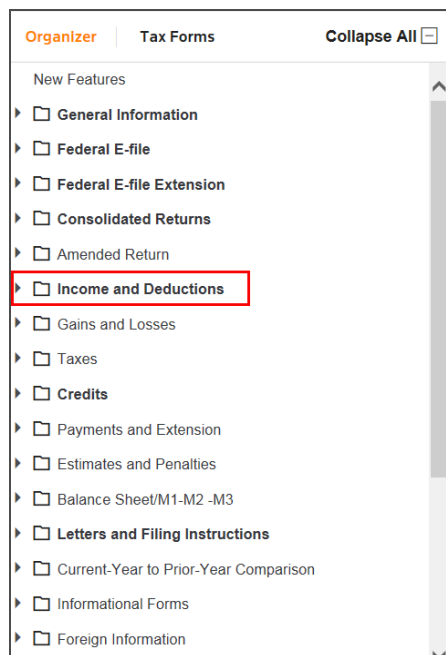 Organizer Tax Forms Collapse All
New Features
General Information
Federal E-file
Federal E-file Extension
Consolidated Returns
Amended Return
Income and Deductions
Gains and Losses
Taxes
Credits
Payments and Extension
Estimates and Penalties
Balance Sheet/M1-M2 -M3
Letters and Filing Instructions
Current-Year to Prior-Year Comparison
Informational Forms
Foreign Information